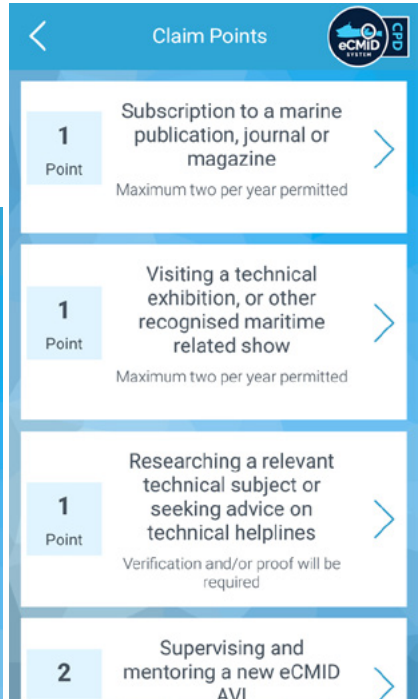 Claim Points
eCMID
SYSTEM
CPD
1
Point
Subscription to a marine
publication, journal or
magazine
Maximum two per year permitted
1
Point
Visiting a technical
exhibition, or other
recognised maritime
related show
Maximum two per year permitted
1
Point
Researching a relevant
technical subject or
seeking advice on
technical helplines
Verification and/or proof will be
required
2
Supervising and
mentoring a new eCMID
AVI